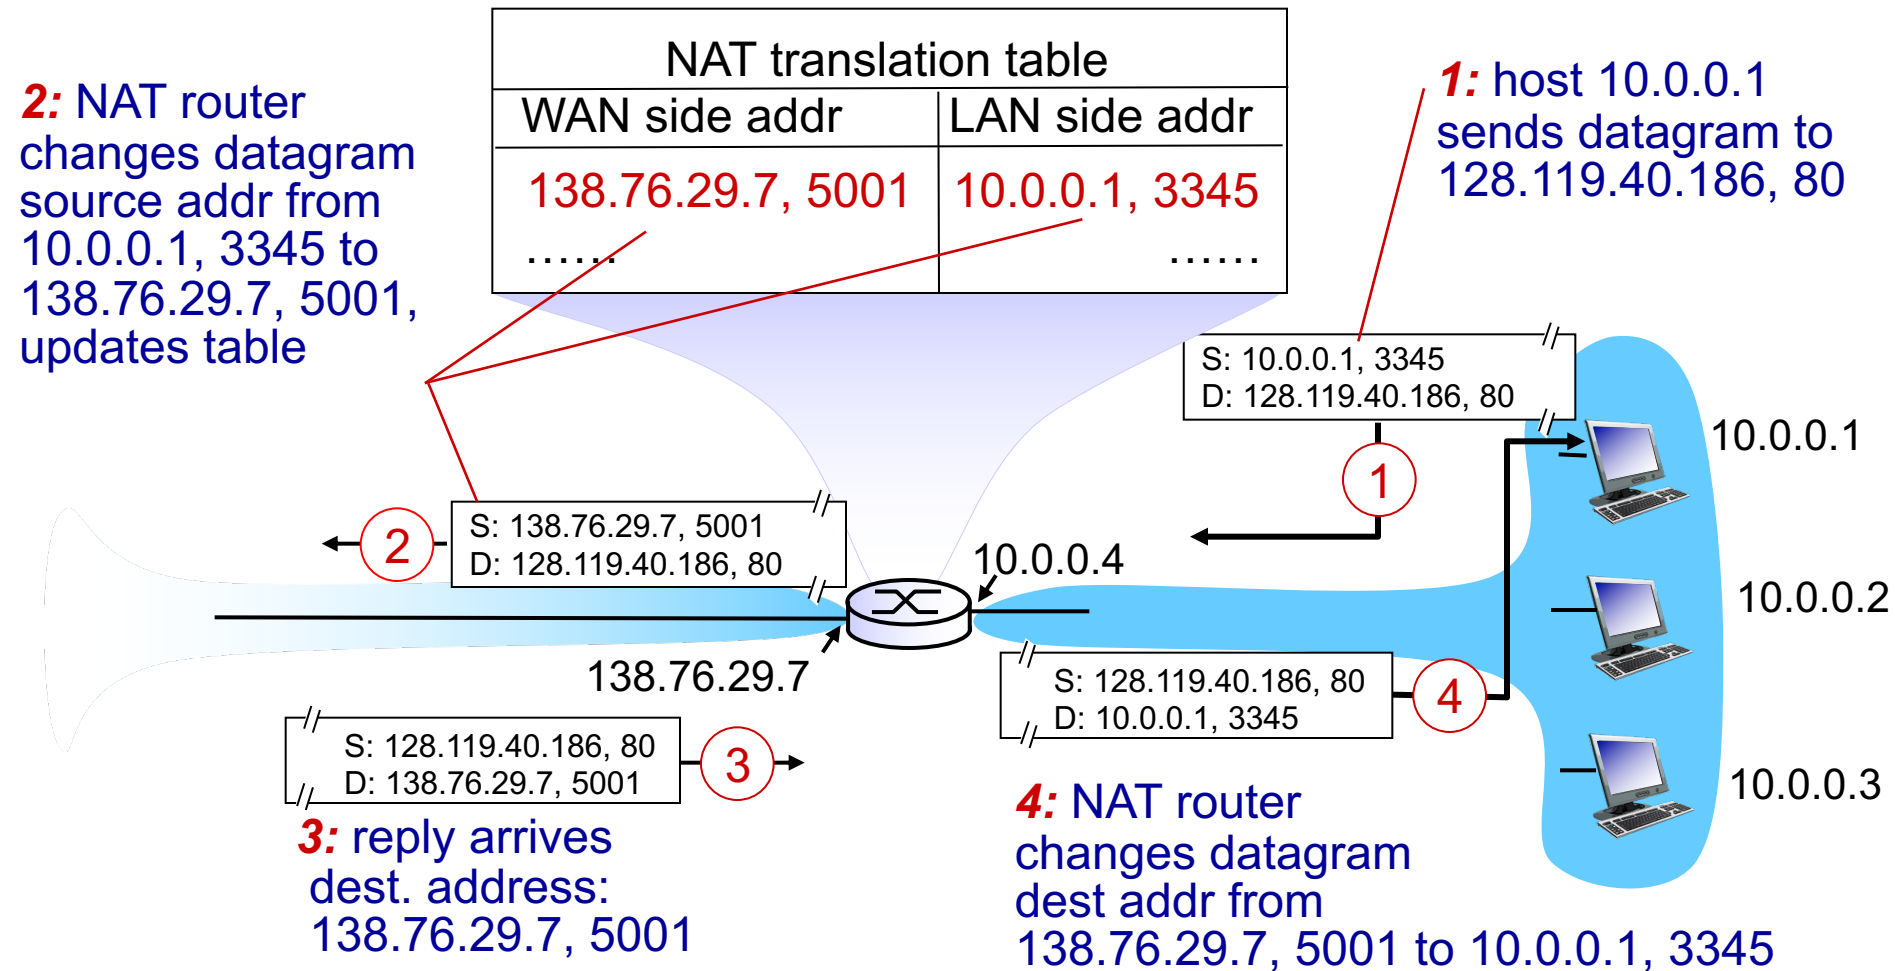 NAT translation table
WAN side addr LAN side addr
138.76.29.7, 5001 10.0.0.1, 3345
...... ......
2: NAT router
changes datagram
source addr from
10.0.0.1, 3345 to
138.76.29.7, 5001,
updates table
1: host 10.0.0.1
sends datagram to
128.119.40.186, 80
S: 10.0.0.1, 3345
D: 128.119.40.186, 80
1
10.0.0.1
S: 138.76.29.7, 5001
D: 128.119.40.186, 80
2
10.0.0.4
10.0.0.2
138.76.29.7
S: 128.119.40.186, 80
D: 10.0.0.1, 3345
4
S: 128.119.40.186, 80
D: 138.76.29.7, 5001
3
10.0.0.3
3: reply arrives
dest. address:
138.76.29.7, 5001
4: NAT router
changes datagram
dest addr from
138.76.29.7, 5001 to 10.0.0.1, 3345